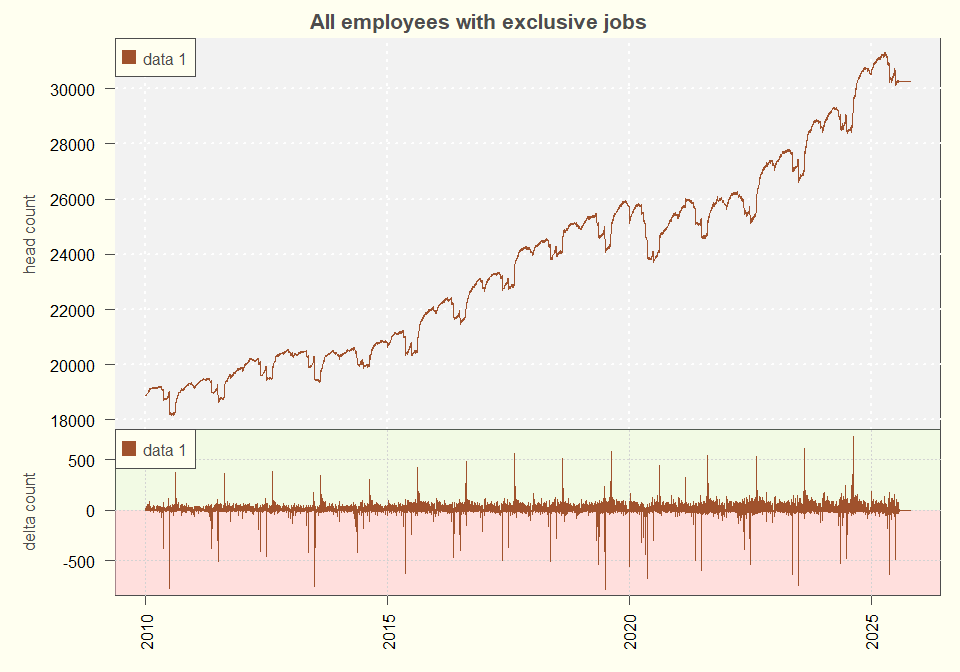 All employees with exclusive jobs
data 1
head count
30000
28000
26000
24000
22000
20000
18000
data 1
delta count
500
0
-500
2010
2015
2020
2025